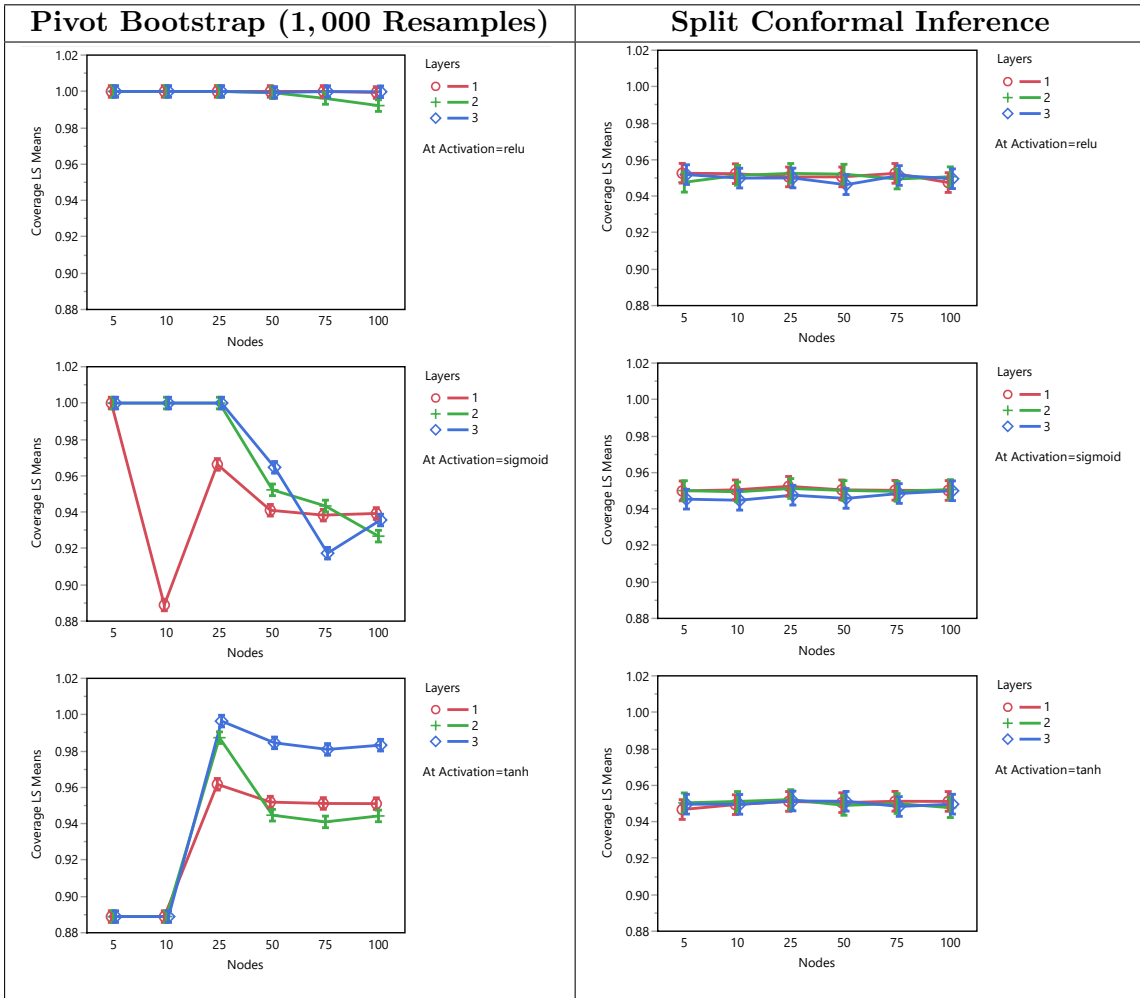 Pivot Bootstrap (1,000 Resamples)
Split Conformal Inference
Coverage LS Means
1.02
1.00
0.98
0.96
0.94
0.92
0.90
0.88
5 10 25 50 75 100
Nodes
Layers
1
2
3
At Activation=relu
Coverage LS Means
1.02
1.00
0.98
0.96
0.94
0.92
0.90
0.88
5 10 25 50 75 100
Nodes
Layers
1
2
3
At Activation=relu
Coverage LS Means
1.02
1.00
0.98
0.96
0.94
0.92
0.90
0.88
5 10 25 50 75 100
Nodes
Layers
1
2
3
At Activation=sigmoid
Coverage LS Means
1.02
1.00
0.98
0.96
0.94
0.92
0.90
0.88
5 10 25 50 75 100
Nodes
Layers
1
2
3
At Activation=sigmoid
Coverage LS Means
1.02
1.00
0.98
0.96
0.94
0.92
0.90
0.88
5 10 25 50 75 100
Nodes
Layers
1
2
3
At Activation=tanh
Coverage LS Means
1.02
1.00
0.98
0.96
0.94
0.92
0.90
0.88
5 10 25 50 75 100
Nodes
Layers
1
2
3
At Activation=tanh